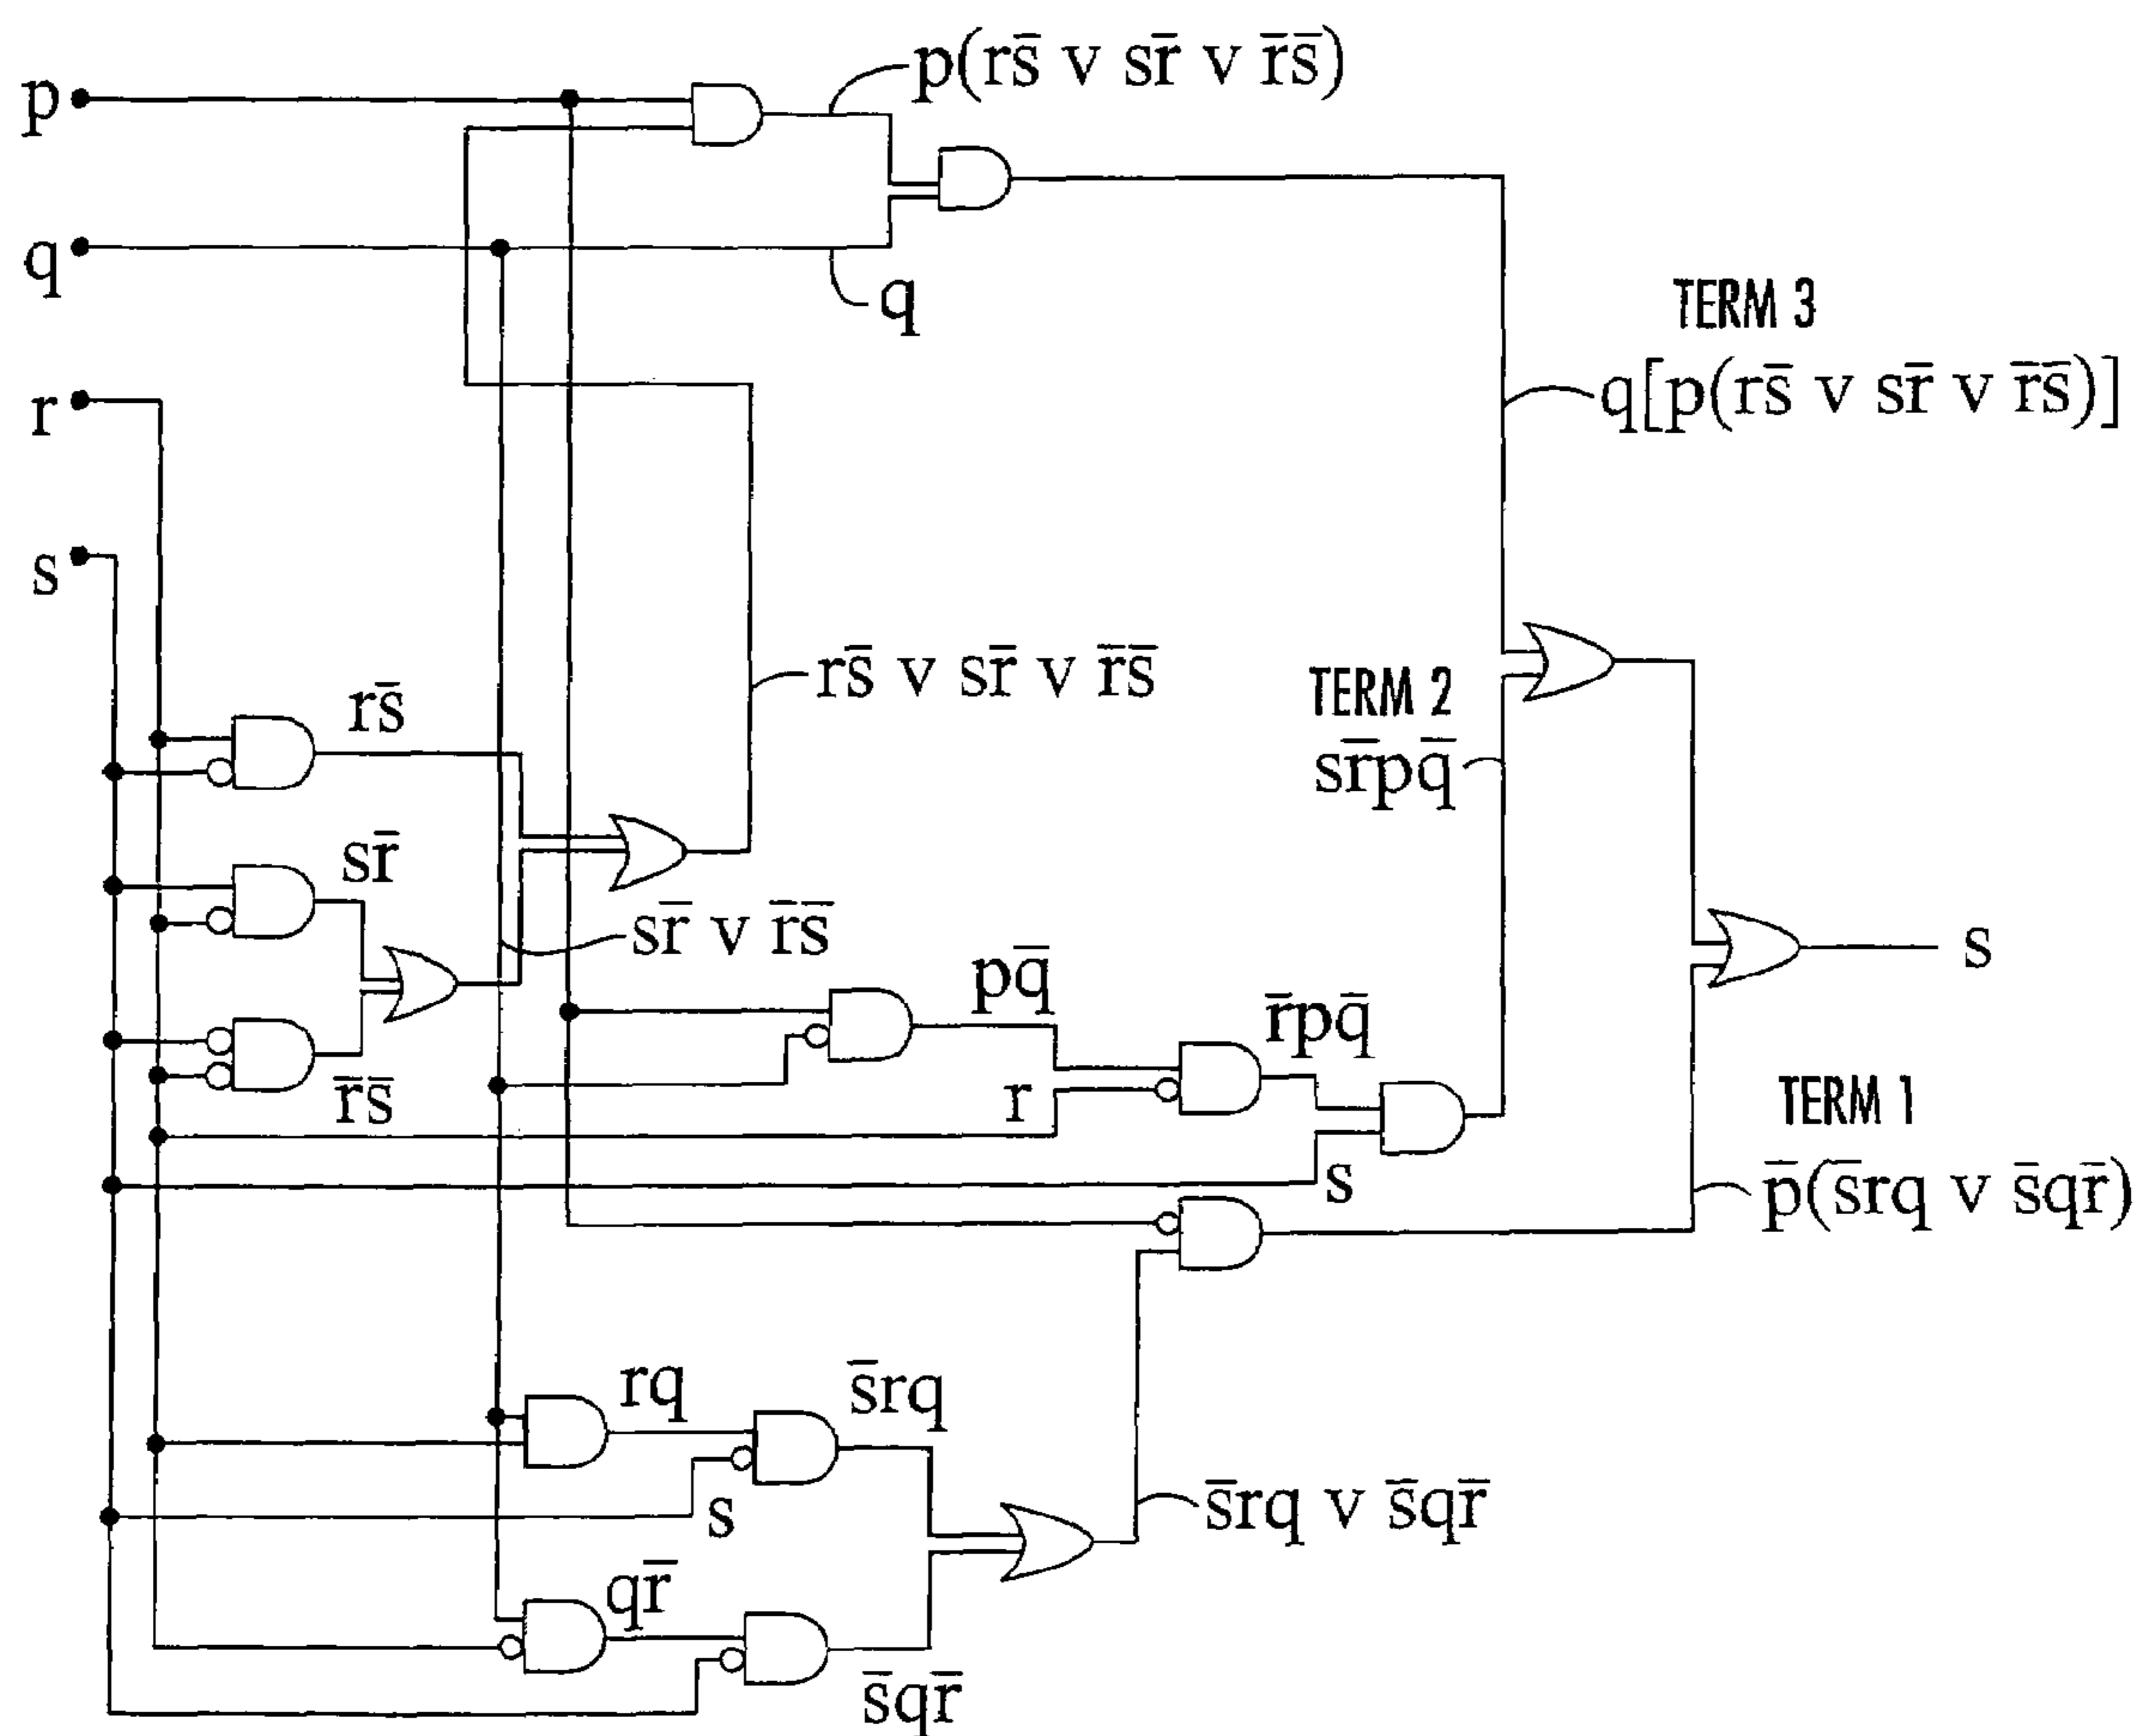 p(rs̅ v sr̅ v r̅s̅)
p
q
q
TERM 3
q[p(rs̅ v sr̅ v r̅s̅)]
r
s
rs̅ v sr̅ v r̅s̅
TERM 2
sr̅pq̅
rs̅
sr̅
sr̅ v r̅s̅
s
pq̅
r̅pq̅
r̅s̅
r
TERM 1
s
p̅(s̅rq v s̅qr̅)
rq
s̅rq
s
s̅rq v s̅qr̅
qr̅
s̅qr̅